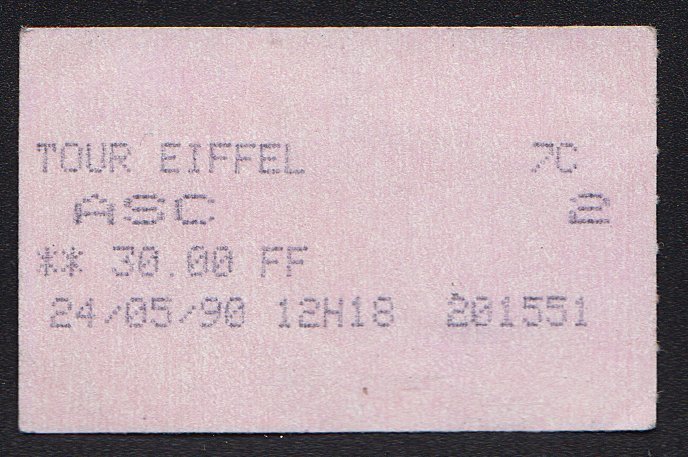 TOUR EIFFEL 7C
ASC 2
** 30.00 FF
24/05/90 12H18 201551